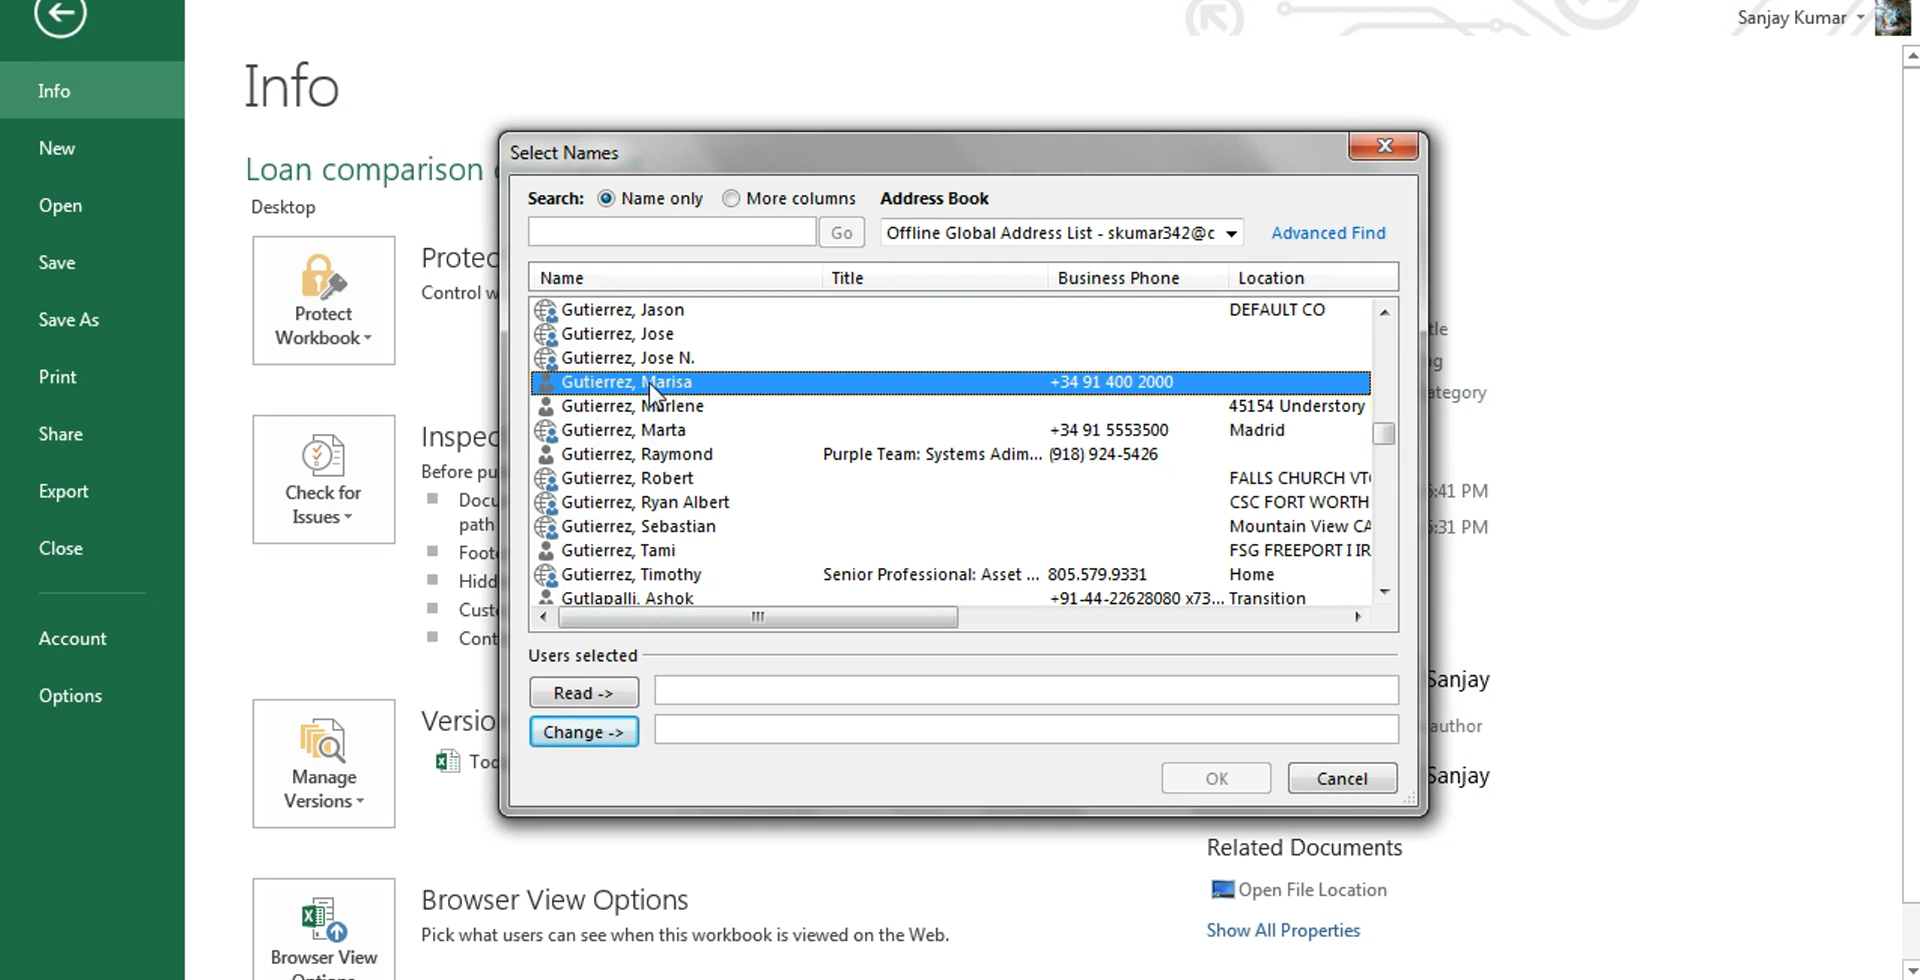 Sanjay Kumar
Info
New
Open
Save
Save As
Print
Share
Export
Close
Account
Options
Info
Loan comparison
Desktop
Protect
Workbook
Protec
Control w
Check for
Issues
Inspec
Before pu
Docu
path
Foote
Hidd
Custo
Cont
Manage
Versions
Versio
Browser View
Browser View Options
Pick what users can see when this workbook is viewed on the Web.
Select Names
Search: Name only More columns Address Book
Go Offline Global Address List - skumar342@c Advanced Find
Name Title Business Phone Location
Gutierrez, Jason DEFAULT CO
Gutierrez, Jose
Gutierrez, Jose N.
Gutierrez, Marisa +34 91 400 2000
Gutierrez, Marlene 45154 Understory
Gutierrez, Marta +34 91 5553500 Madrid
Gutierrez, Raymond Purple Team: Systems Adim... (918) 924-5426
Gutierrez, Robert FALLS CHURCH VT
Gutierrez, Ryan Albert CSC FORT WORTH
Gutierrez, Sebastian Mountain View CA
Gutierrez, Tami FSG FREEPORT I IR
Gutierrez, Timothy Senior Professional: Asset ... 805.579.9331 Home
Gutlapalli, Ashok +91-44-22628080 x73... Transition
Users selected
Read ->
Change ->
OK Cancel
tle
g
ategory
5:41 PM
5:31 PM
Sanjay
author
Sanjay
Related Documents
Open File Location
Show All Properties